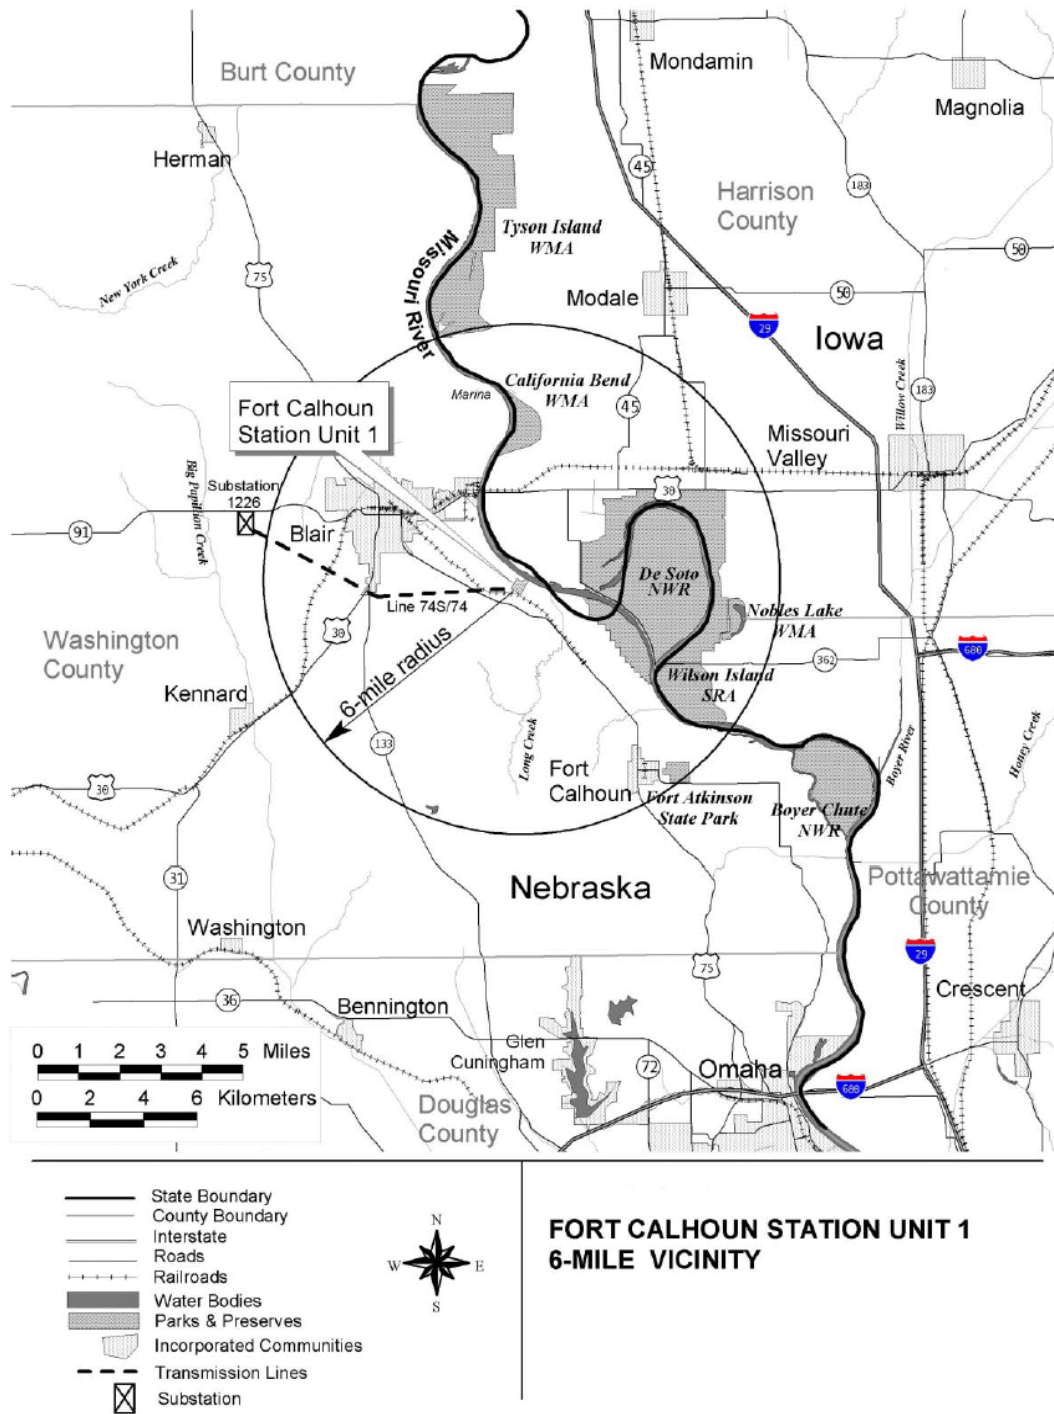 Burt County
Mondamin
Magnolia
Herman
45
183
Harrison
County
Tyson Island
WMA
Missouri River
50
75
New York Creek
Modale
50
29
Iowa
California Bend
WMA
Marina
Willow Creek
183
45
Fort Calhoun
Station Unit 1
Missouri
Valley
Big Papillion Creek
Substation
1226
30
91
Blair
De Soto
NWR
Line 74S/74
Nobles Lake
WMA
30
Washington
County
6-mile radius
362
680
Wilson Island
SRA
Kennard
Long Creek
133
Boyer River
Honey Creek
Fort
Calhoun
30
Fort Atkinson
State Park
Boyer Chute
NWR
31
Nebraska
Pottawattamie
County
Washington
75
29
Crescent
36
Bennington
Glen
Cuningham
72
Omaha
680
0 1 2 3 4 5 Miles
0 2 4 6 Kilometers
Douglas
County
State Boundary
County Boundary
Interstate
Roads
Railroads
Water Bodies
Parks & Preserves
Incorporated Communities
Transmission Lines
Substation
N
W E
S
FORT CALHOUN STATION UNIT 1
6-MILE VICINITY